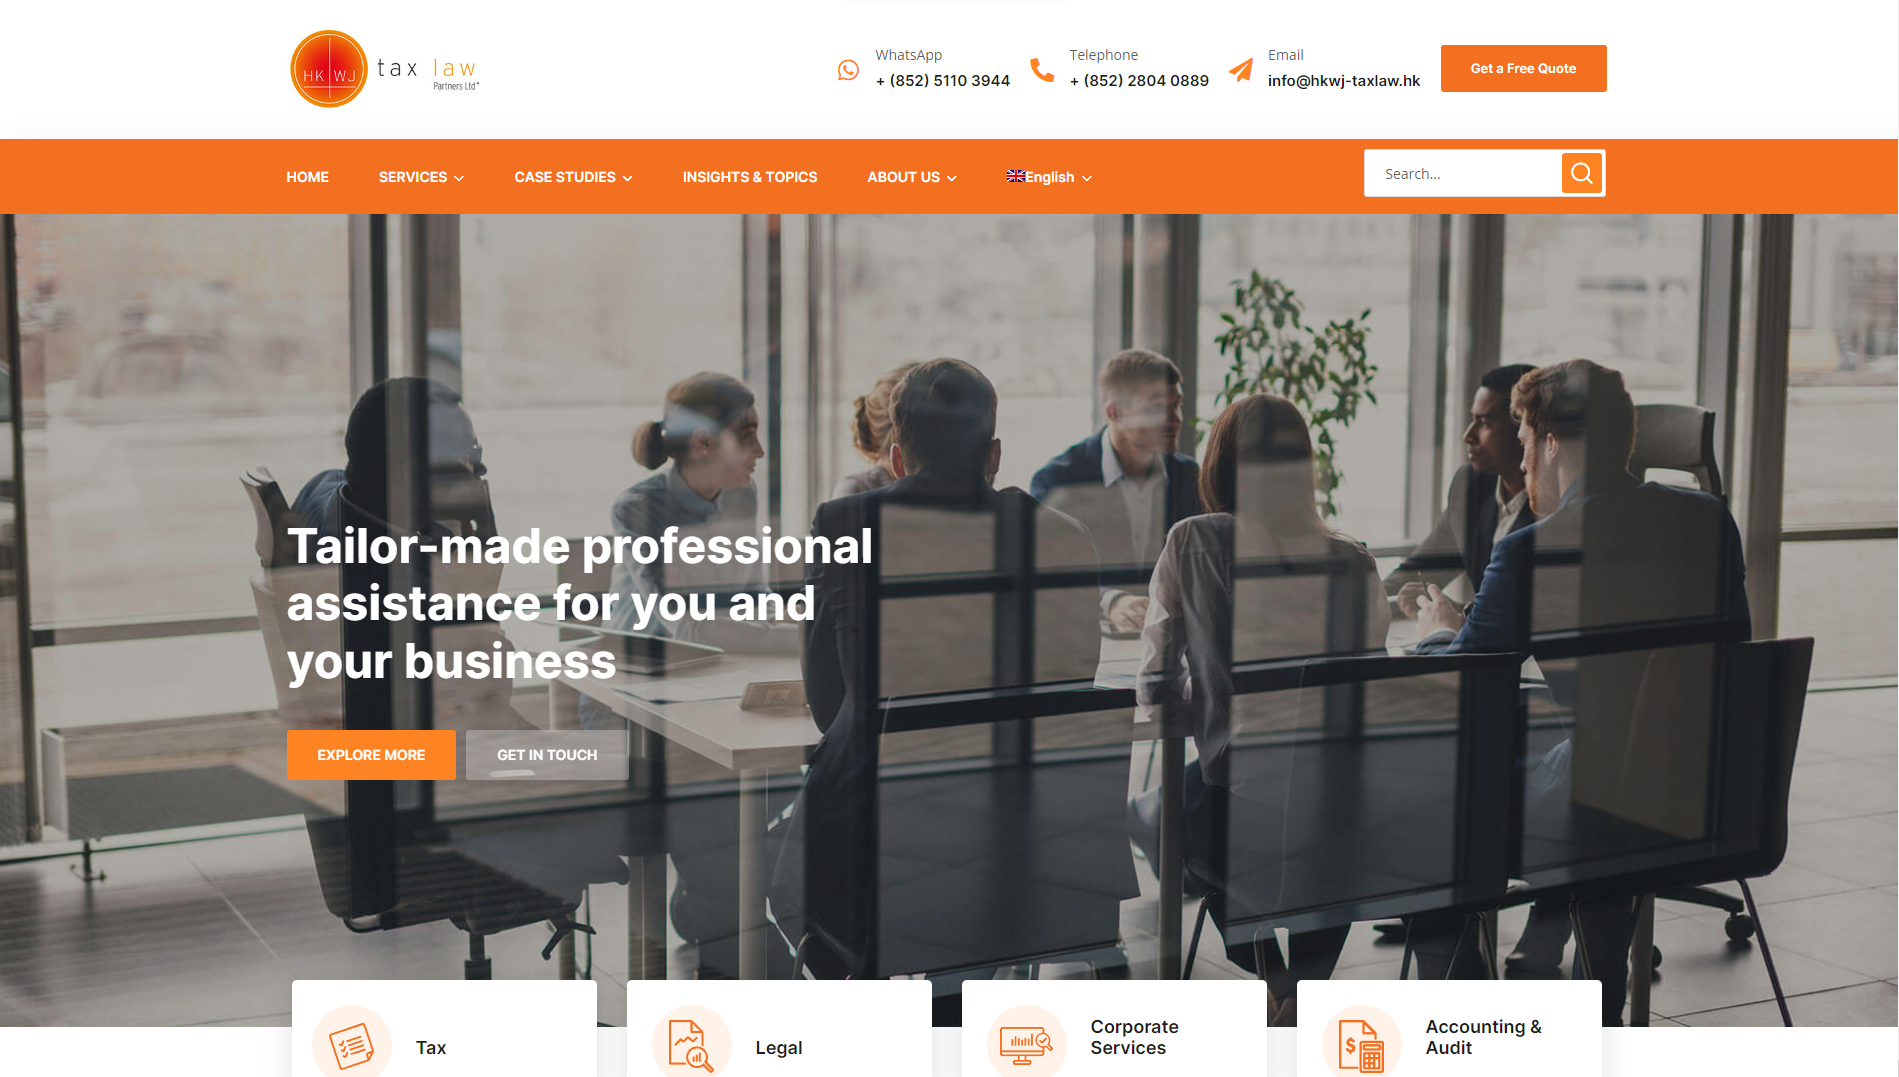 HK WJ
tax law
Partners Ltd*
WhatsApp
+ (852) 5110 3944
Telephone
+ (852) 2804 0889
Email
info@hkwj-taxlaw.hk
Get a Free Quote
HOME
SERVICES
CASE STUDIES
INSIGHTS & TOPICS
ABOUT US
English
Search...
Tailor-made professional
assistance for you and
your business
EXPLORE MORE
GET IN TOUCH
Tax
Legal
Corporate
Services
Accounting &
Audit